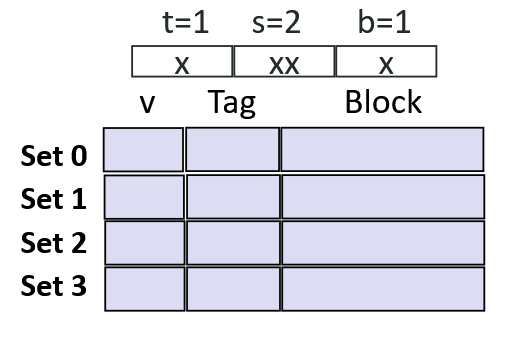 t=1 s=2 b=1
x xx x
v Tag Block
Set 0
Set 1
Set 2
Set 3